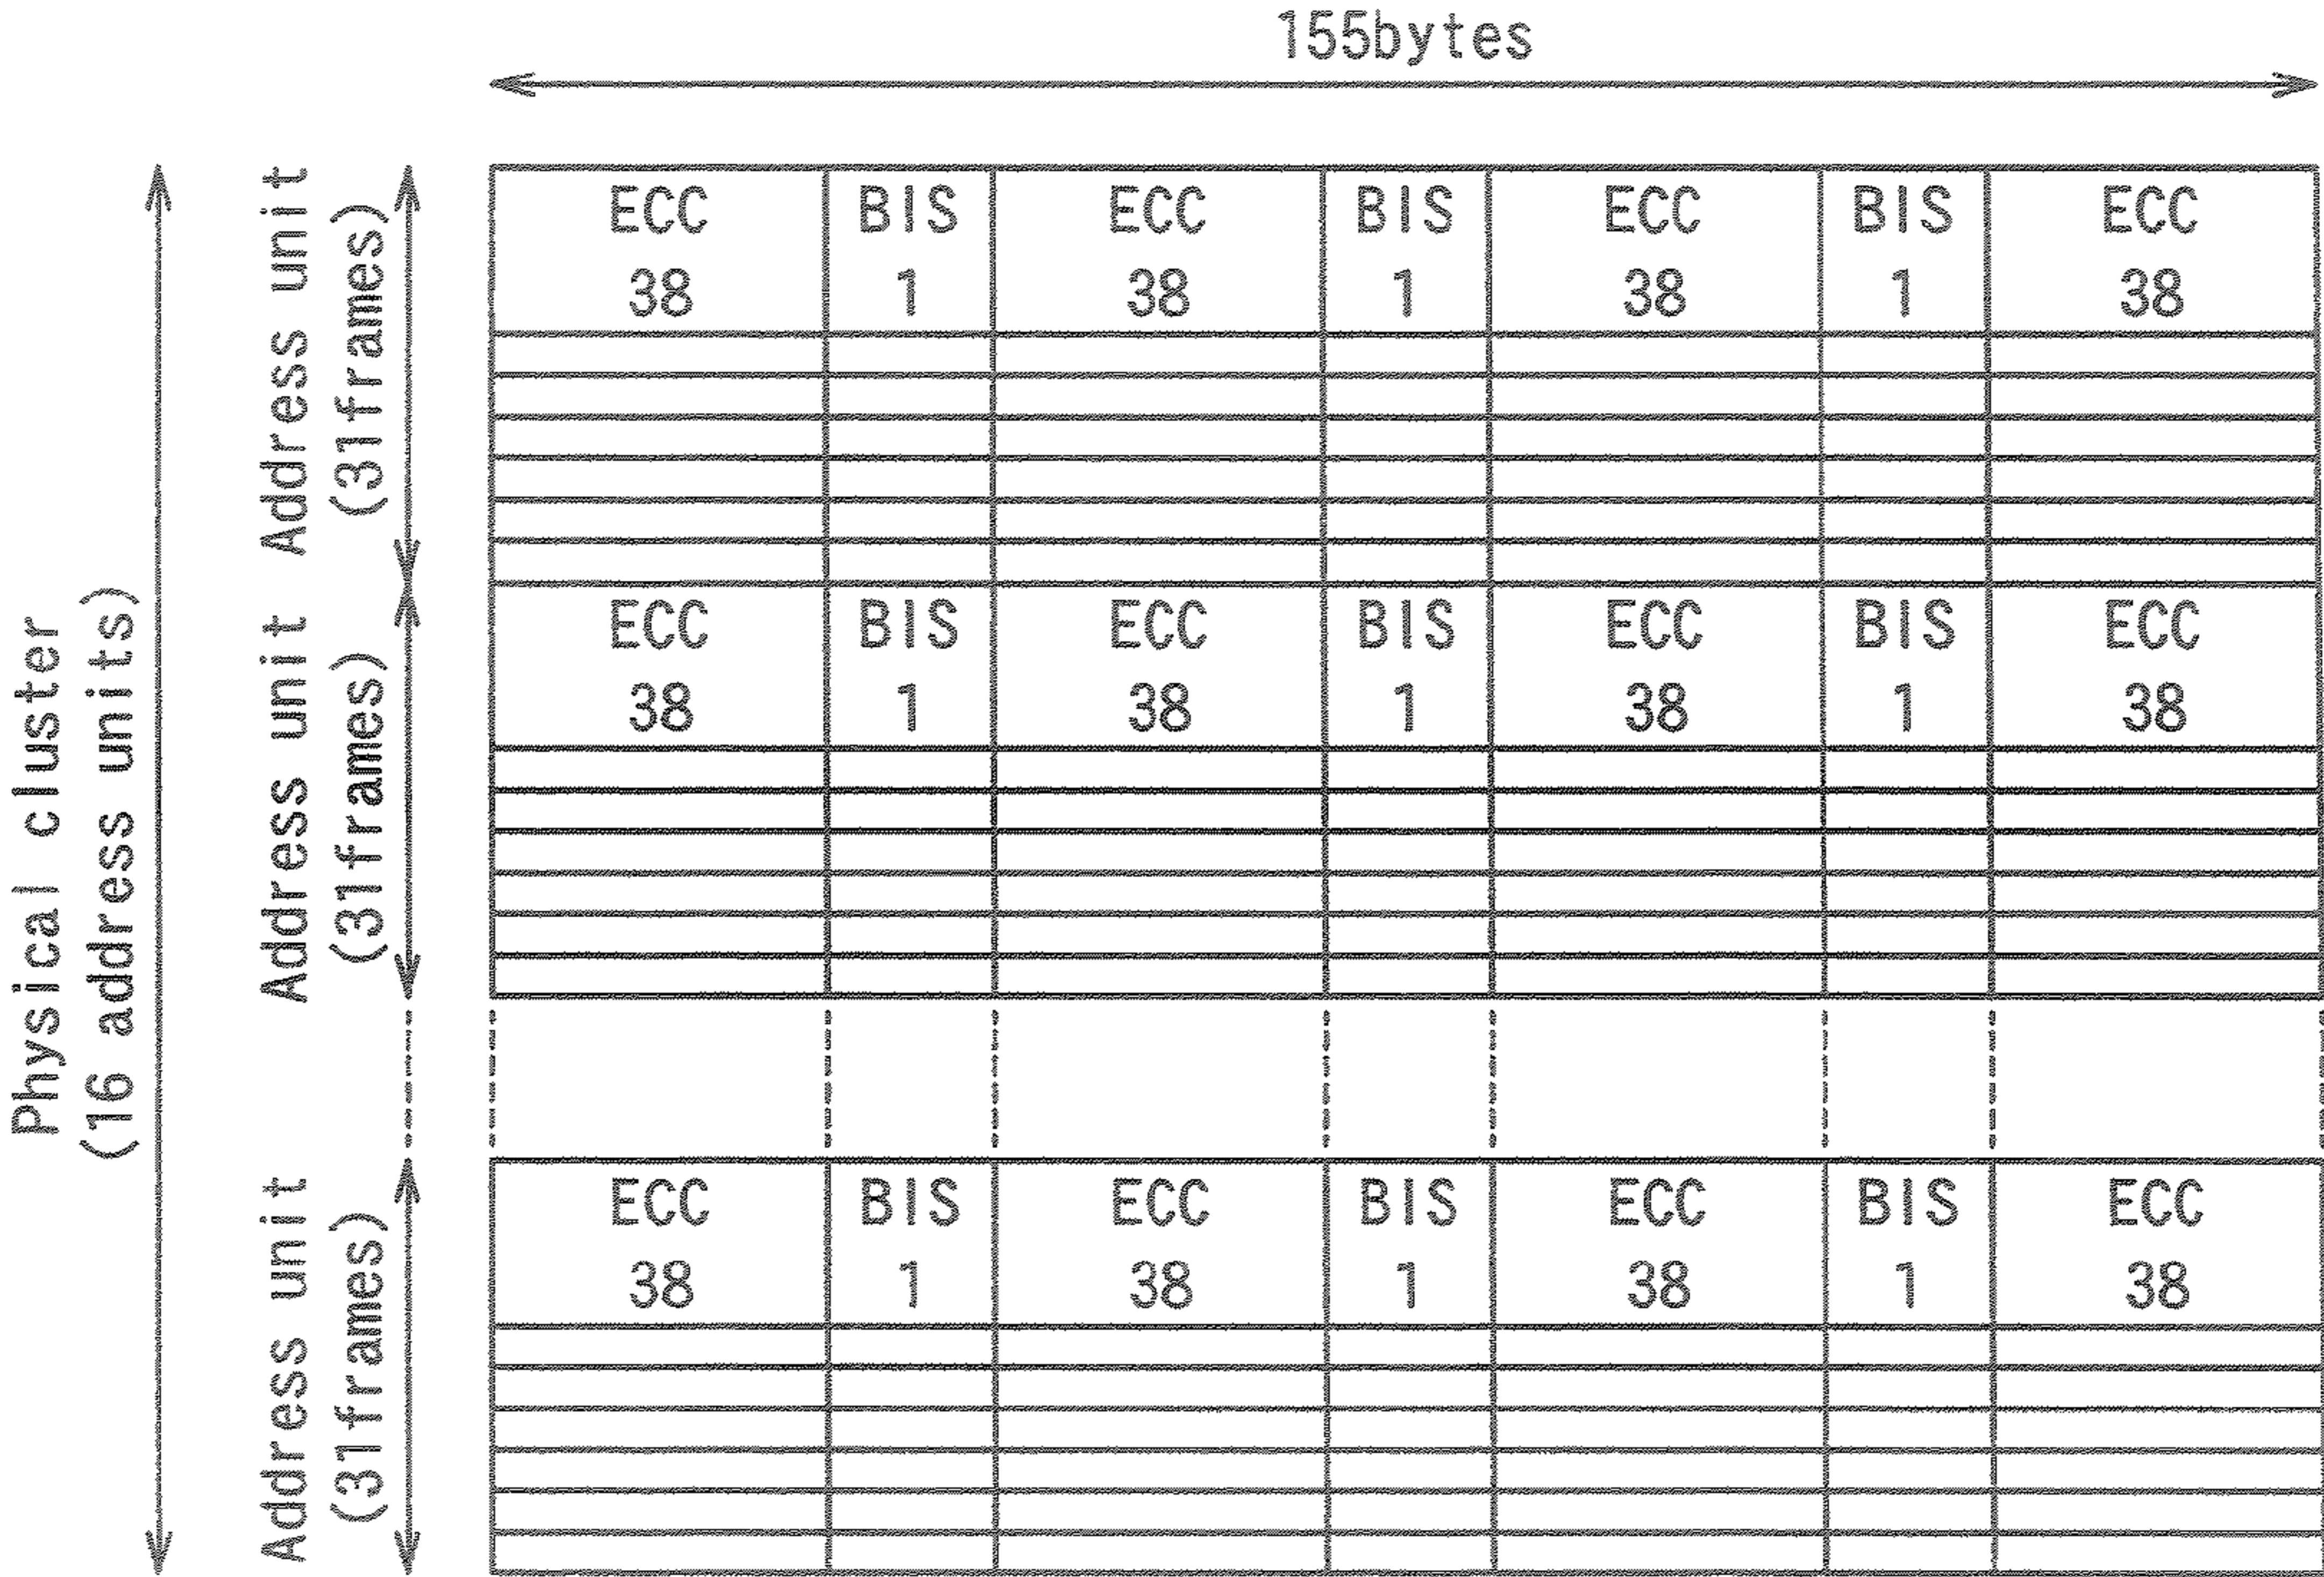 155bytes
Physical cluster
(16 address units)
Address unit
(31frames)
ECC BIS ECC BIS ECC BIS ECC
38 1 38 1 38 1 38
Address unit
(31frames)
ECC BIS ECC BIS ECC BIS ECC
38 1 38 1 38 1 38
Address unit
(31frames)
ECC BIS ECC BIS ECC BIS ECC
38 1 38 1 38 1 38